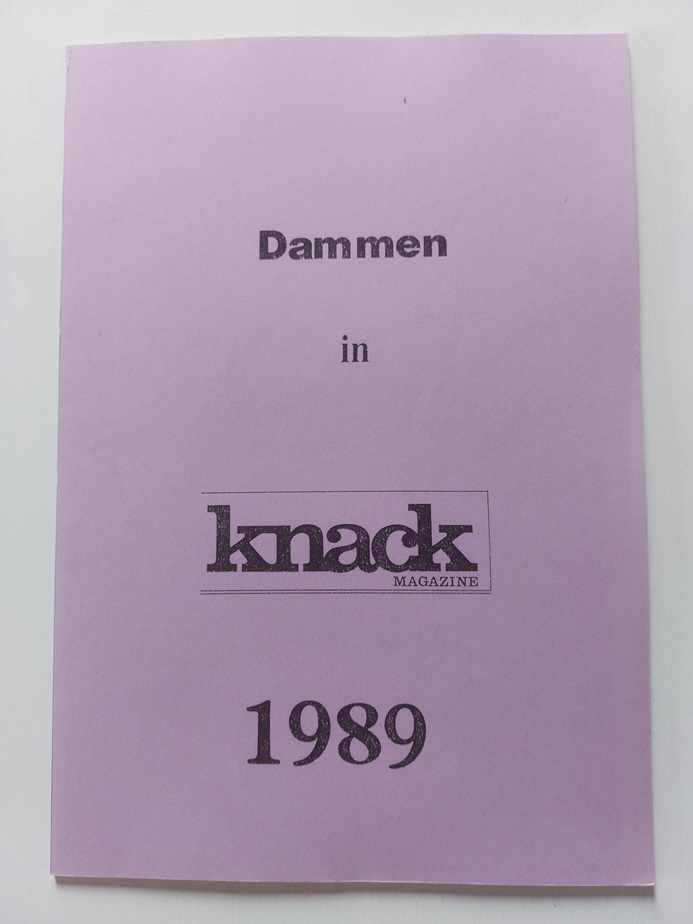 Dammen
in
knack
MAGAZINE
1989